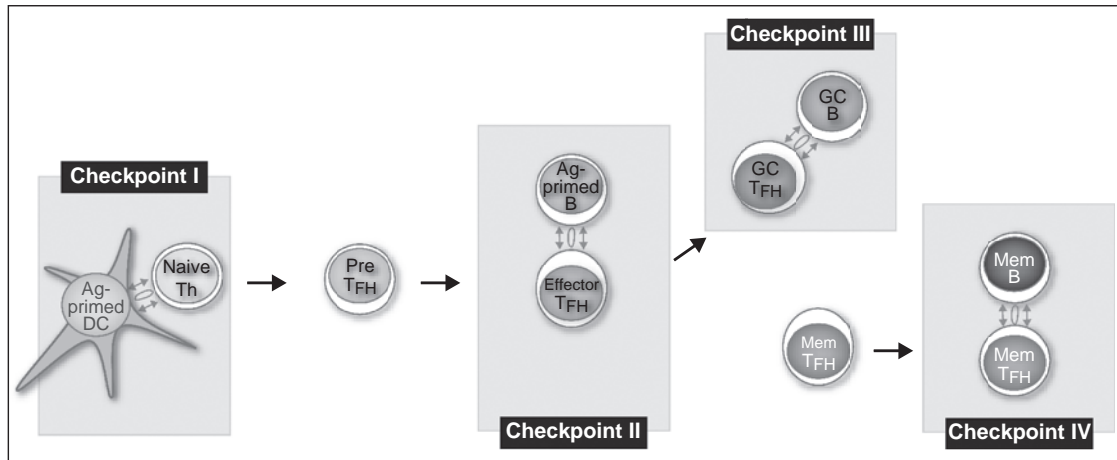 Checkpoint I
Ag-
primed
DC
Naive
Th
Pre
TFH
Ag-
primed
B
Effector
TFH
Checkpoint II
Checkpoint III
GC
B
GC
TFH
Mem
TFH
Mem
B
Mem
TFH
Checkpoint IV